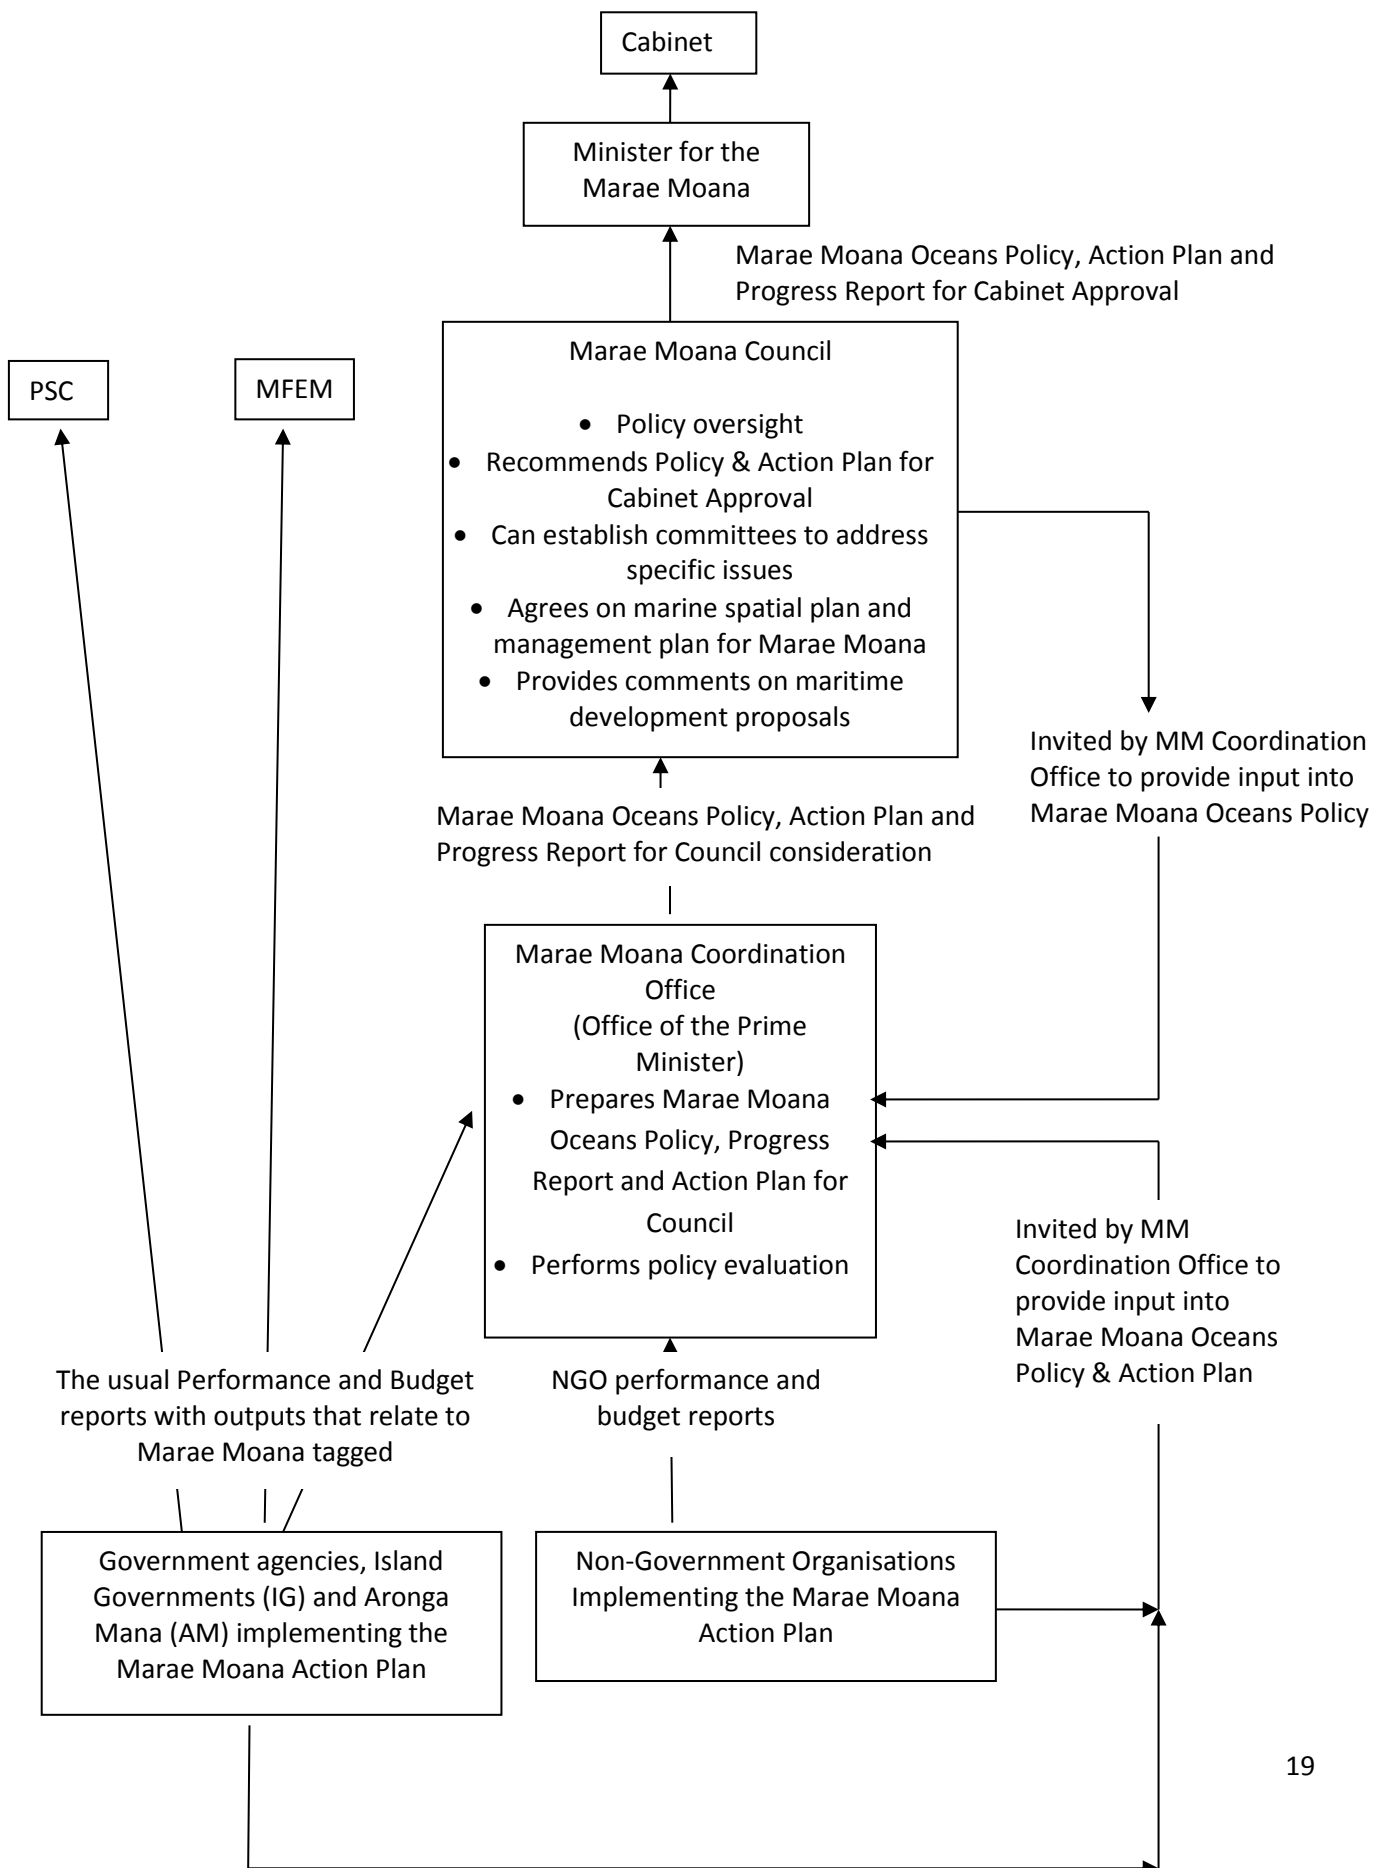 Cabinet
Minister for the
Marae Moana
Marae Moana Oceans Policy, Action Plan and
Progress Report for Cabinet Approval
PSC
MFEM
Marae Moana Council
• Policy oversight
• Recommends Policy & Action Plan for
Cabinet Approval
• Can establish committees to address
specific issues
• Agrees on marine spatial plan and
management plan for Marae Moana
• Provides comments on maritime
development proposals
Invited by MM Coordination
Office to provide input into
Marae Moana Oceans Policy
Marae Moana Oceans Policy, Action Plan and
Progress Report for Council consideration
Marae Moana Coordination
Office
(Office of the Prime
Minister)
• Prepares Marae Moana
Oceans Policy, Progress
Report and Action Plan for
Council
• Performs policy evaluation
Invited by MM
Coordination Office to
provide input into
Marae Moana Oceans
Policy & Action Plan
The usual Performance and Budget
reports with outputs that relate to
Marae Moana tagged
NGO performance and
budget reports
Government agencies, Island
Governments (IG) and Aronga
Mana (AM) implementing the
Marae Moana Action Plan
Non-Government Organisations
Implementing the Marae Moana
Action Plan
19